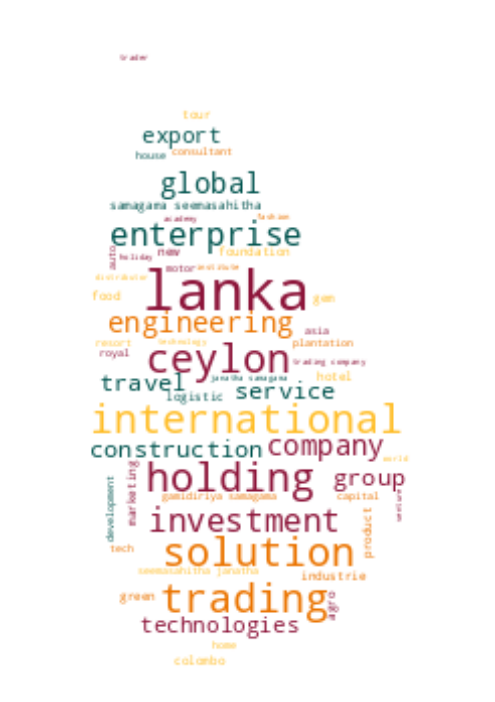 trader
tour
export
house consultant
global
samagama seemasahitha
academy fashion
enterprise
auto new foundation
holiday
motor institute
distributor
lanka
food gem
engineering
asia
resort technology plantation
royal ceylon trading company
travel janatha samagama hotel
logistic service
international
construction company
world
marketing holding group
development gamidiriya samagama capital
venture
investment
product
tech solution
seemasahitha janatha industrie
green trading agro
technologies
home
colombo